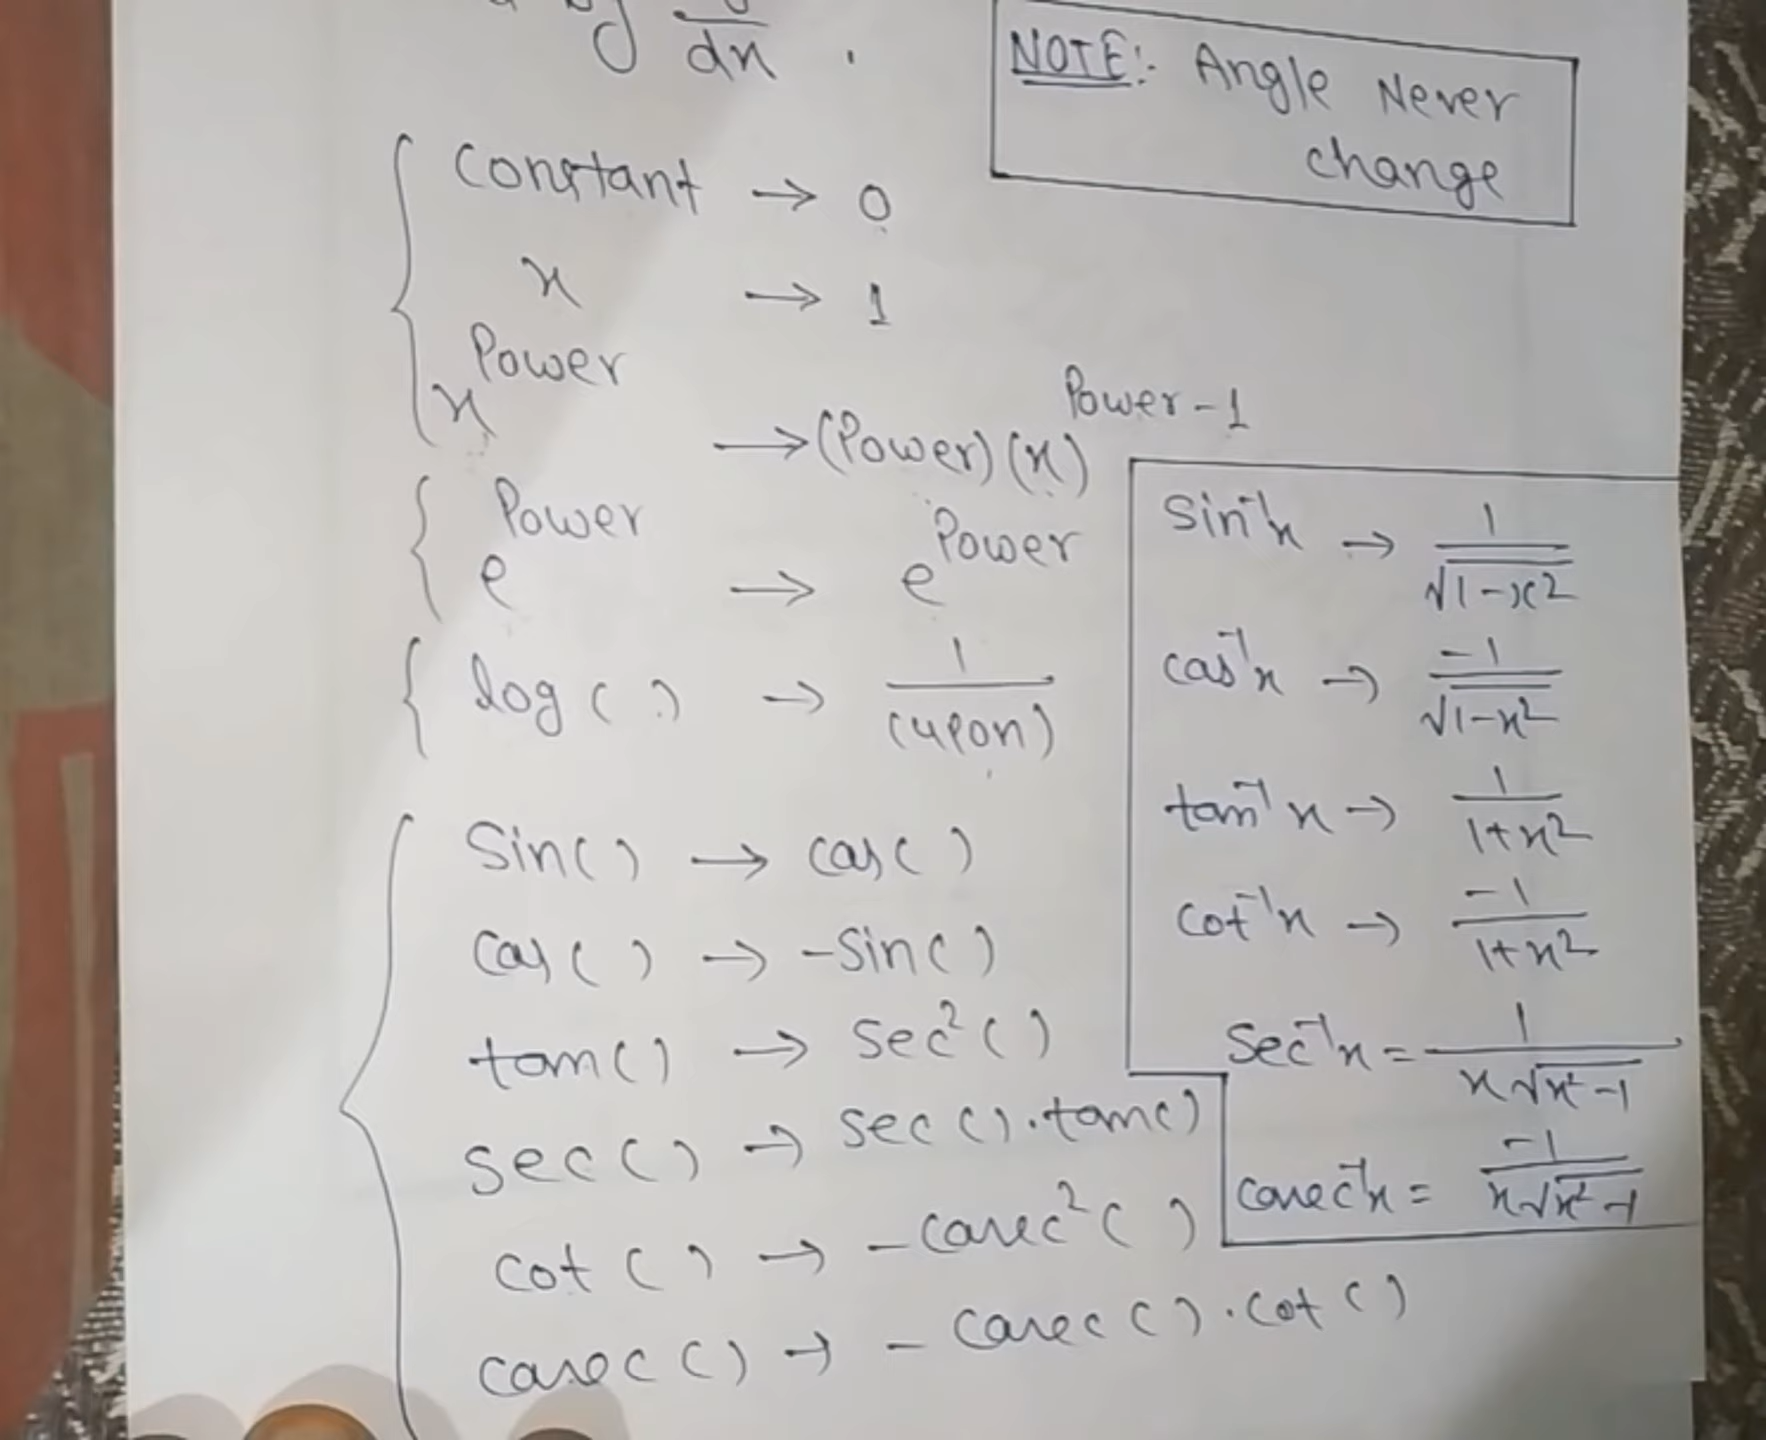 dx .
NOTE:- Angle Never
change
Constant → 0
x → 1
x^Power → (Power)(x)^Power-1
e^Power → e^Power
log( ) → 1/(upon)
Sin( ) → cos( )
cos( ) → -Sin( )
tan( ) → Sec²( )
Sec( ) → Sec( ).tan( )
cot( ) → -cosec²( )
cosec( ) → - cosec( ).cot( )
Sin⁻¹x → 1/√1-x²
cos⁻¹x → -1/√1-x²
tan⁻¹x → 1/1+x²
cot⁻¹x → -1/1+x²
Sec⁻¹x = 1/x√x²-1
cosec⁻¹x = -1/x√x²-1